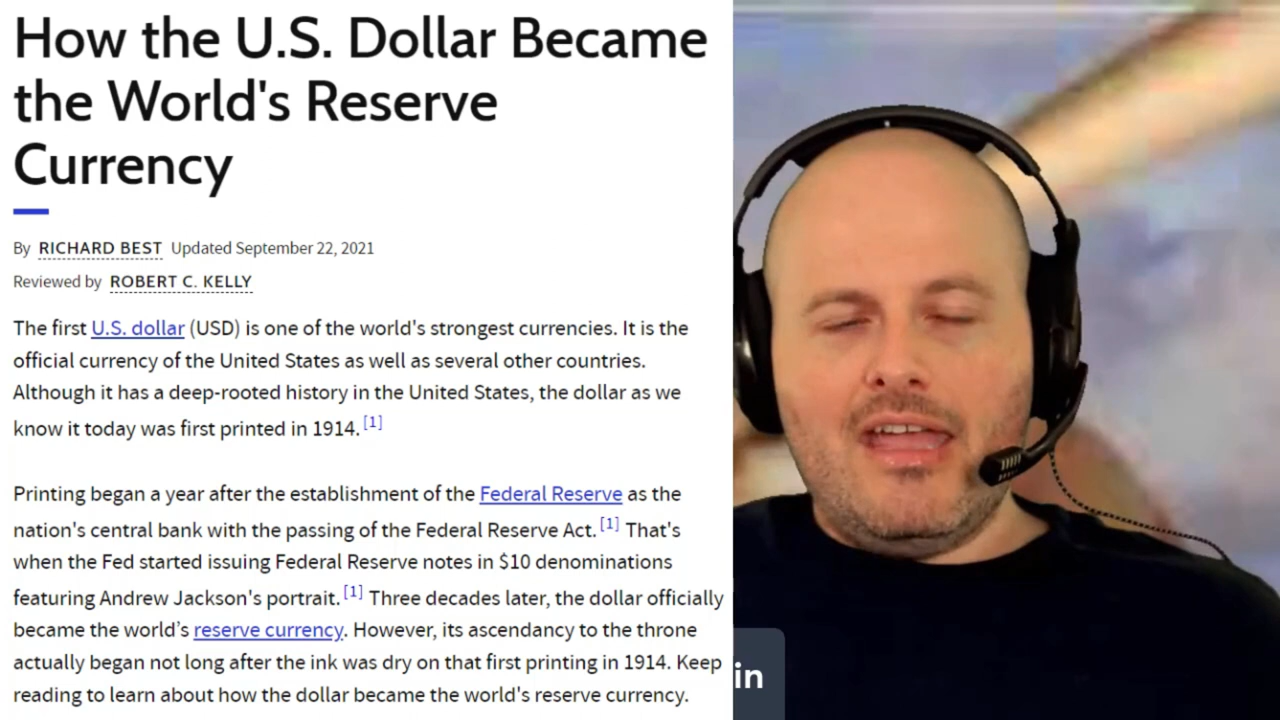 How the U.S. Dollar Became
the World's Reserve
Currency
By RICHARD BEST Updated September 22, 2021
Reviewed by ROBERT C. KELLY
The first U.S. dollar (USD) is one of the world's strongest currencies. It is the
official currency of the United States as well as several other countries.
Although it has a deep-rooted history in the United States, the dollar as we
know it today was first printed in 1914. [1]
Printing began a year after the establishment of the Federal Reserve as the
nation's central bank with the passing of the Federal Reserve Act. [1] That's
when the Fed started issuing Federal Reserve notes in $10 denominations
featuring Andrew Jackson's portrait. [1] Three decades later, the dollar officially
became the world’s reserve currency. However, its ascendancy to the throne
actually began not long after the ink was dry on that first printing in 1914. Keep
reading to learn about how the dollar became the world's reserve currency.
in